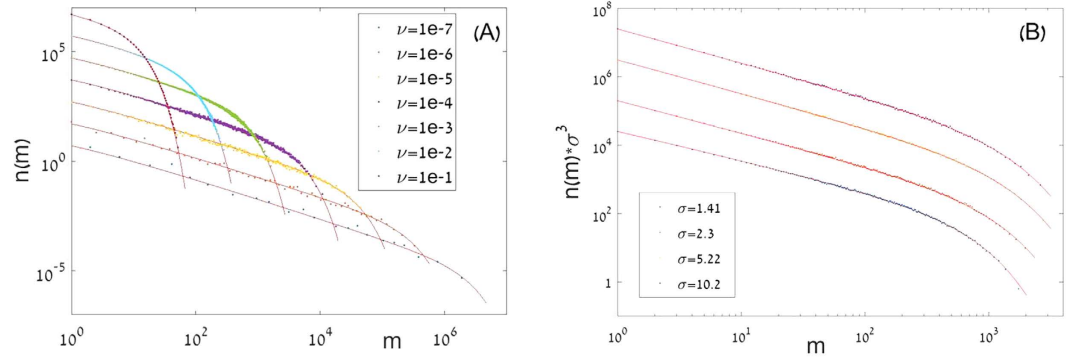 (A)
n(m)
10^5
10^0
10^-5
ν=1e-7
ν=1e-6
ν=1e-5
ν=1e-4
ν=1e-3
ν=1e-2
ν=1e-1
10^0
10^2
10^4
m
10^6
(B)
n(m)*σ^3
10^8
10^6
10^4
10^2
1
σ=1.41
σ=2.3
σ=5.22
σ=10.2
10^0
10^1
10^2
10^3
m